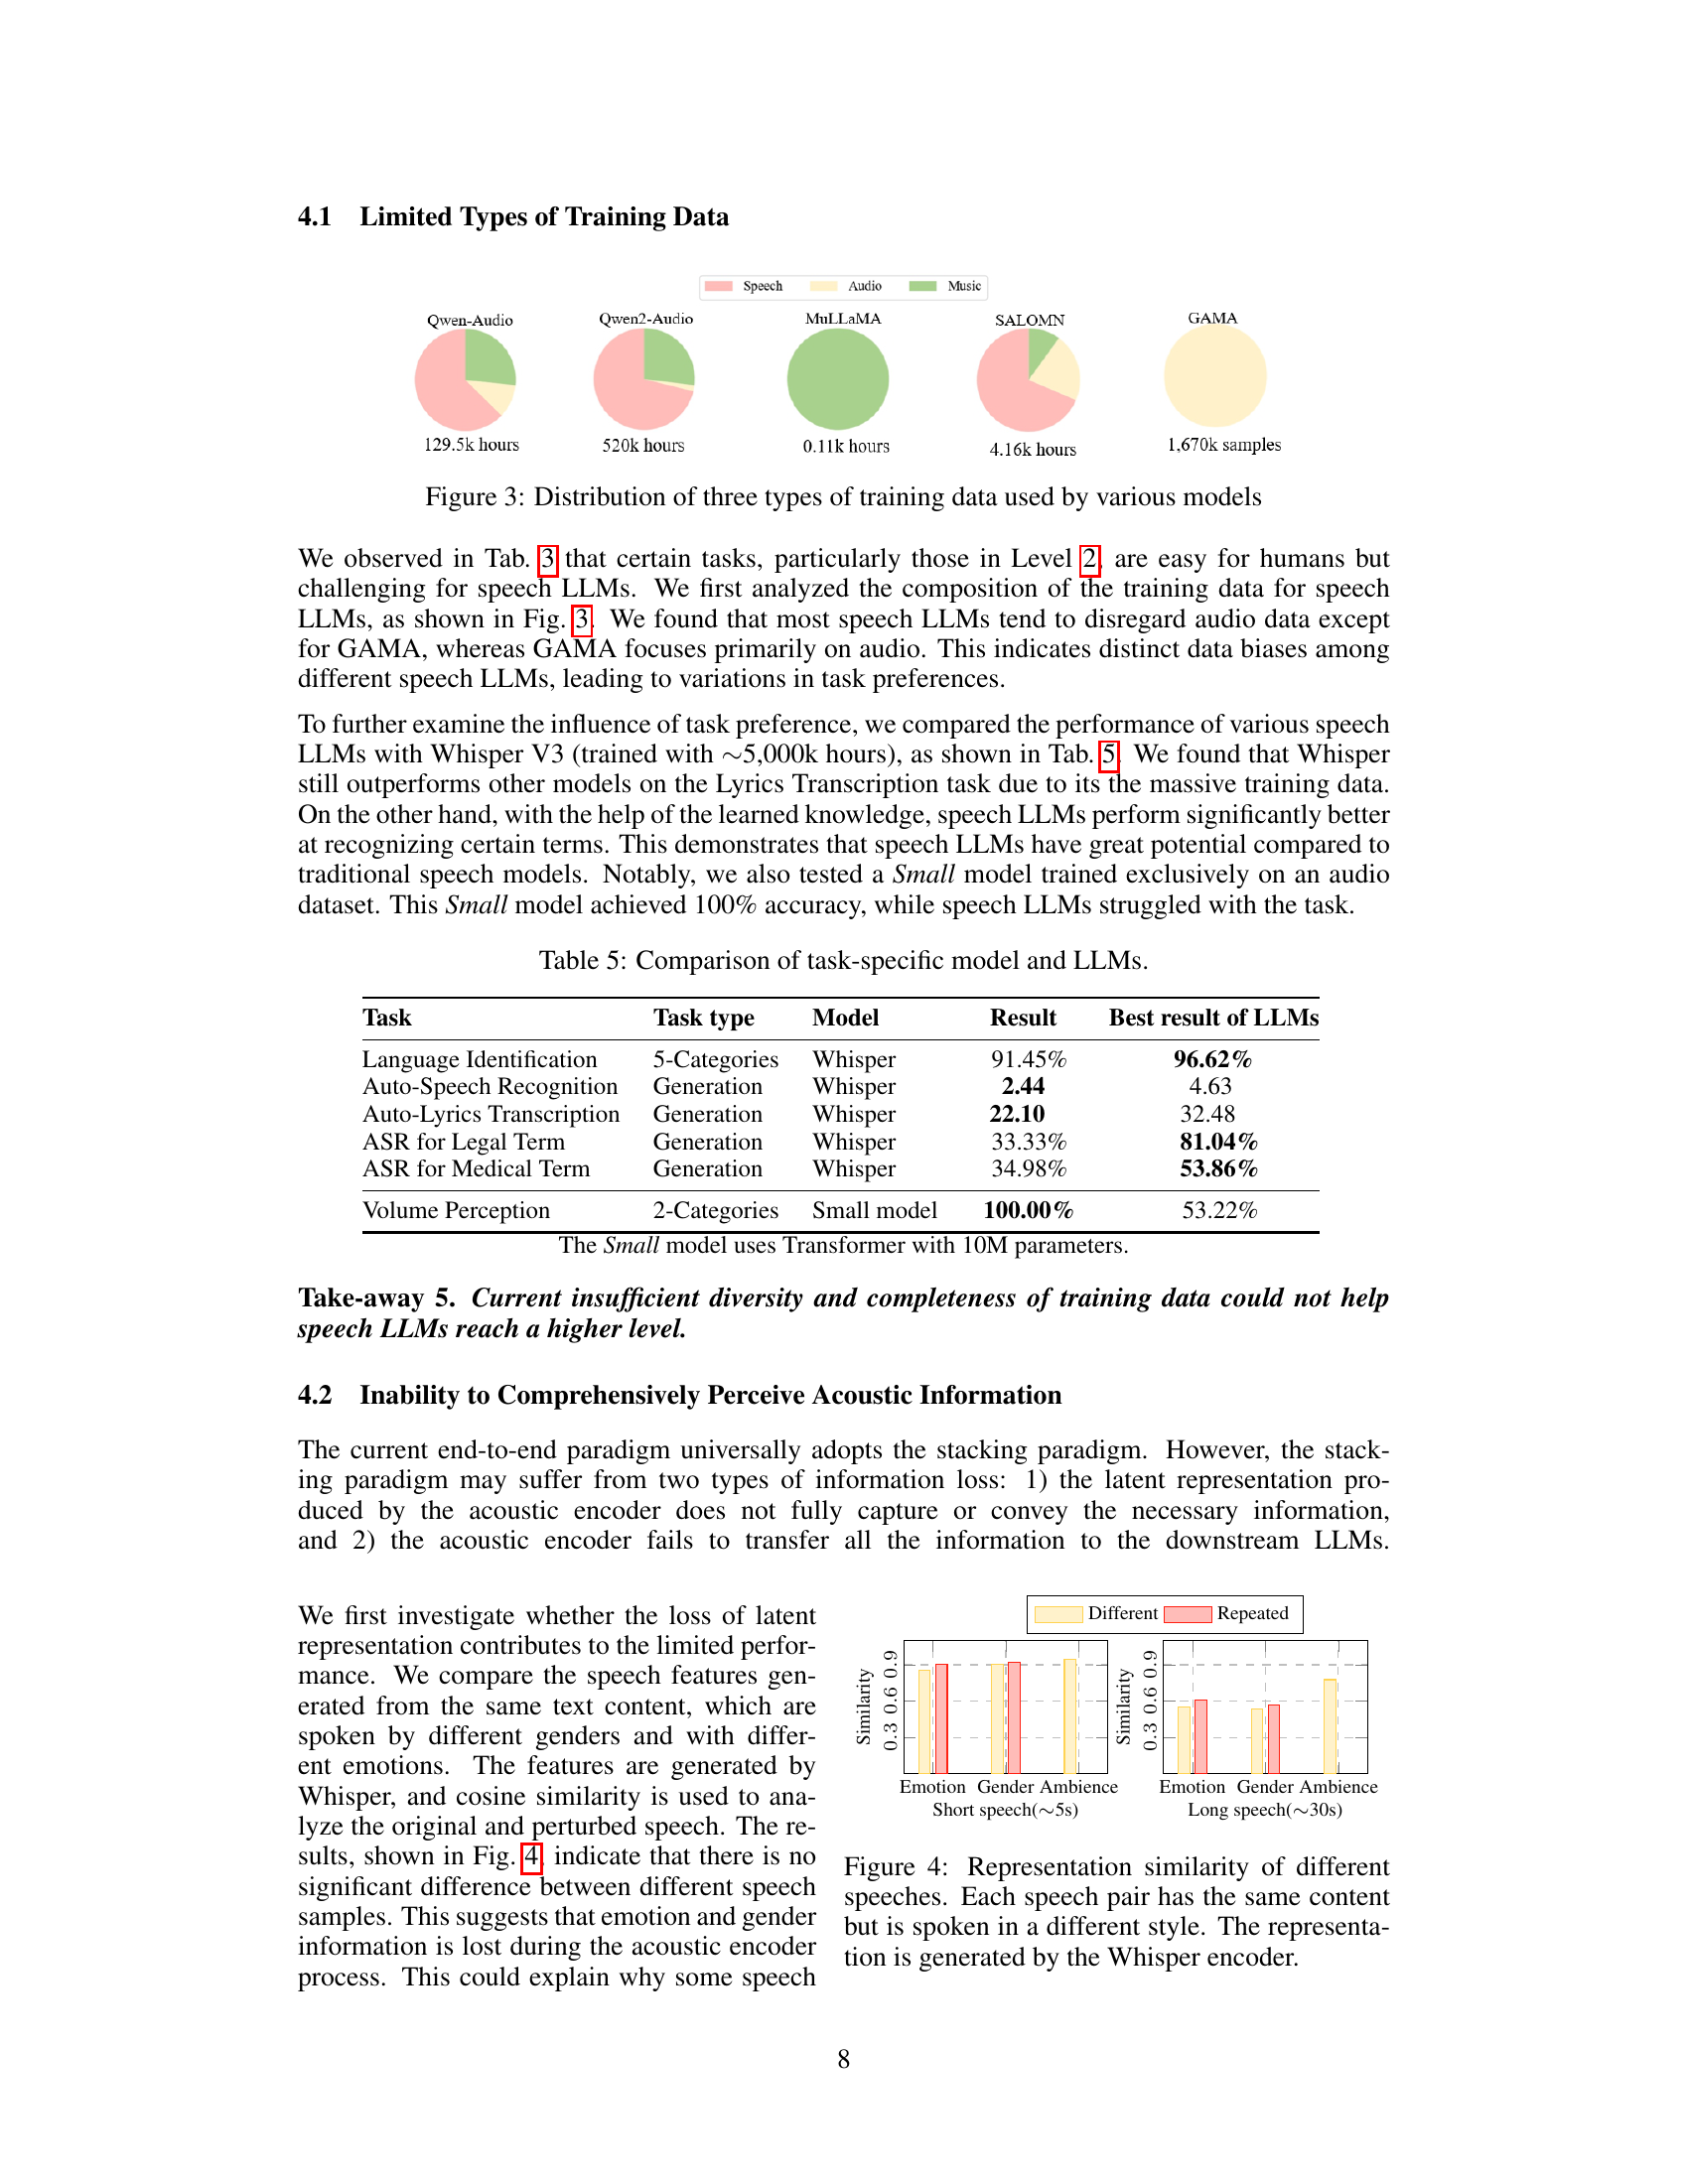 4.1 Limited Types of Training Data
Speech Audio Music
Qwen-Audio Qwen2-Audio MuLLaMA SALOMN GAMA
129.5k hours 520k hours 0.11k hours 4.16k hours 1,670k samples
Figure 3: Distribution of three types of training data used by various models
We observed in Tab. 3 that certain tasks, particularly those in Level 2, are easy for humans but
challenging for speech LLMs. We first analyzed the composition of the training data for speech
LLMs, as shown in Fig. 3. We found that most speech LLMs tend to disregard audio data except
for GAMA, whereas GAMA focuses primarily on audio. This indicates distinct data biases among
different speech LLMs, leading to variations in task preferences.
To further examine the influence of task preference, we compared the performance of various speech
LLMs with Whisper V3 (trained with ∼5,000k hours), as shown in Tab. 5. We found that Whisper
still outperforms other models on the Lyrics Transcription task due to its the massive training data.
On the other hand, with the help of the learned knowledge, speech LLMs perform significantly better
at recognizing certain terms. This demonstrates that speech LLMs have great potential compared to
traditional speech models. Notably, we also tested a Small model trained exclusively on an audio
dataset. This Small model achieved 100% accuracy, while speech LLMs struggled with the task.
Table 5: Comparison of task-specific model and LLMs.
Task Task type Model Result Best result of LLMs
Language Identification 5-Categories Whisper 91.45% 96.62%
Auto-Speech Recognition Generation Whisper 2.44 4.63
Auto-Lyrics Transcription Generation Whisper 22.10 32.48
ASR for Legal Term Generation Whisper 33.33% 81.04%
ASR for Medical Term Generation Whisper 34.98% 53.86%
Volume Perception 2-Categories Small model 100.00% 53.22%
The Small model uses Transformer with 10M parameters.
Take-away 5. Current insufficient diversity and completeness of training data could not help
speech LLMs reach a higher level.
4.2 Inability to Comprehensively Perceive Acoustic Information
The current end-to-end paradigm universally adopts the stacking paradigm. However, the stack-
ing paradigm may suffer from two types of information loss: 1) the latent representation pro-
duced by the acoustic encoder does not fully capture or convey the necessary information,
and 2) the acoustic encoder fails to transfer all the information to the downstream LLMs.
We first investigate whether the loss of latent
representation contributes to the limited perfor-
mance. We compare the speech features gen-
erated from the same text content, which are
spoken by different genders and with differ-
ent emotions. The features are generated by
Whisper, and cosine similarity is used to ana-
lyze the original and perturbed speech. The re-
sults, shown in Fig. 4, indicate that there is no
significant difference between different speech
samples. This suggests that emotion and gender
information is lost during the acoustic encoder
process. This could explain why some speech
Different Repeated
Similarity
0.3 0.6 0.9
Emotion Gender Ambience
Short speech(∼5s)
Similarity
0.3 0.6 0.9
Emotion Gender Ambience
Long speech(∼30s)
Figure 4: Representation similarity of different
speeches. Each speech pair has the same content
but is spoken in a different style. The representa-
tion is generated by the Whisper encoder.
8